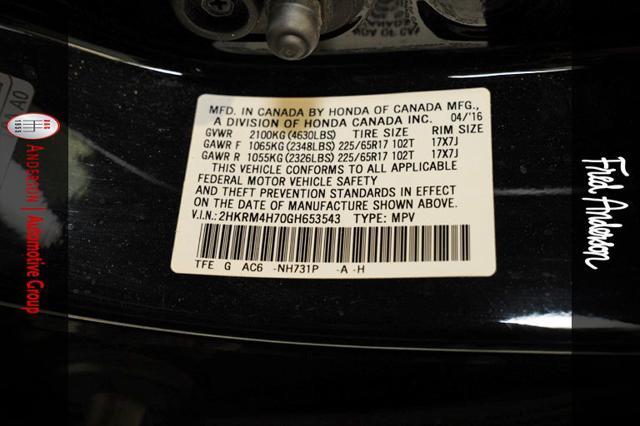 MFD. IN CANADA BY HONDA OF CANADA MFG.,
A DIVISION OF HONDA CANADA INC. 04/'16
GVWR 2100KG (4630LBS) TIRE SIZE RIM SIZE
GAWR F 1065KG (2348LBS) 225/65R17 102T 17X7J
GAWR R 1055KG (2326LBS) 225/65R17 102T 17X7J
THIS VEHICLE CONFORMS TO ALL APPLICABLE
FEDERAL MOTOR VEHICLE SAFETY
AND THEFT PREVENTION STANDARDS IN EFFECT
ON THE DATE OF MANUFACTURE SHOWN ABOVE.
V.I.N.: 2HKRM4H70GH653543 TYPE: MPV
TFE G AC6 -NH731P -A -H
AO
ANDERSON | Automotive Group
Fred Anderson